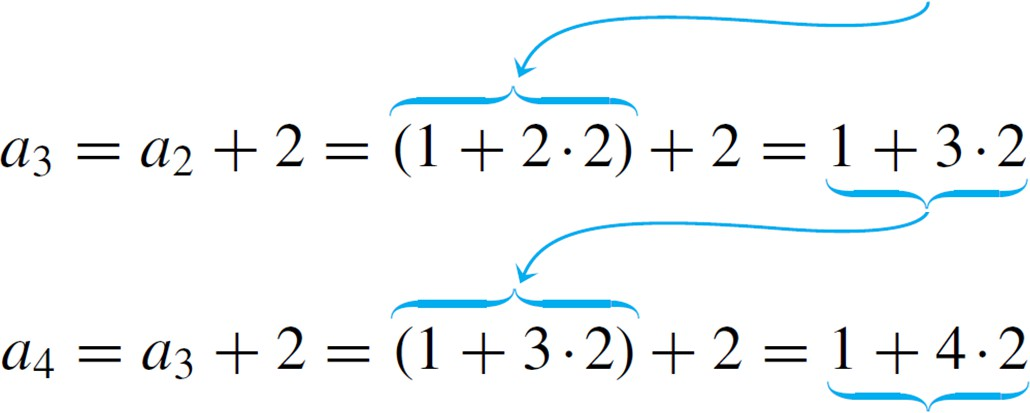 a₃ = a₂ + 2 = (1 + 2 · 2) + 2 = 1 + 3 · 2
a₄ = a₃ + 2 = (1 + 3 · 2) + 2 = 1 + 4 · 2